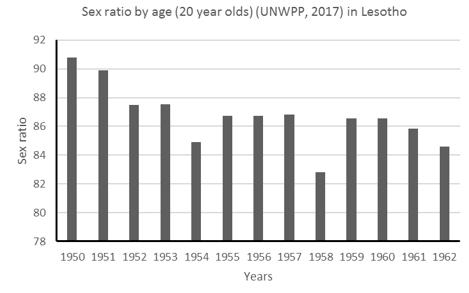 Sex ratio by age (20 year olds) (UNWPP, 2017) in Lesotho
92
90
88
86
84
82
80
78
Sex ratio
1950 1951 1952 1953 1954 1955 1956 1957 1958 1959 1960 1961 1962
Years